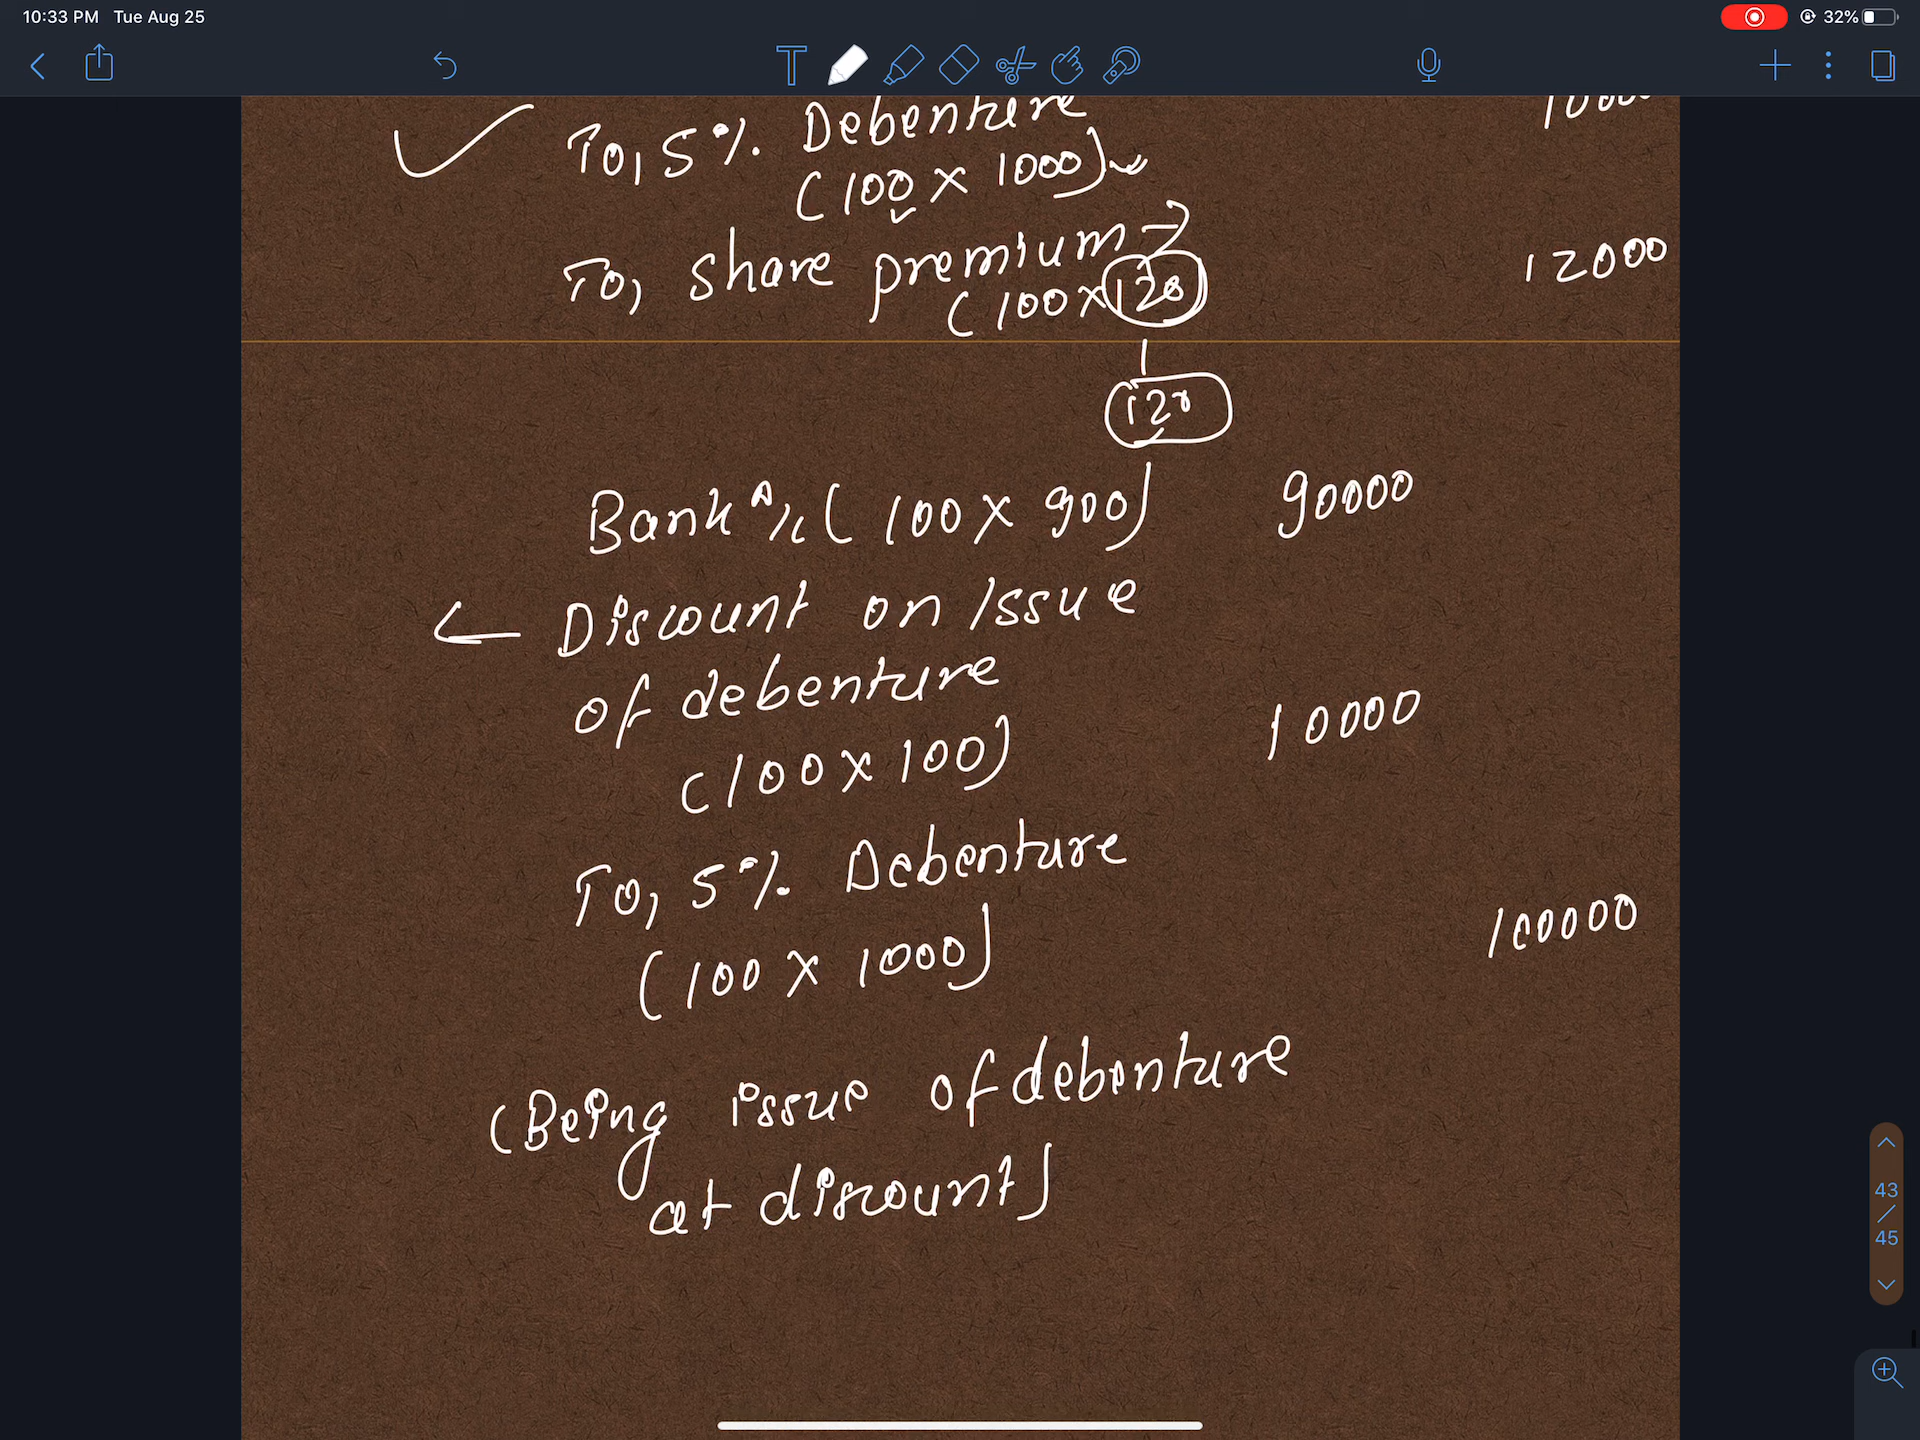 10:33 PM Tue Aug 25
32%
To, 5% Debenture
(100 x 1000)
To, share premium 12000
(100 x 120)
120
Bank A/c (100 x 900) 90000
Discount on Issue
of debenture
(100 x 100) 10000
To, 5% Debenture
(100 x 1000) 100000
(Being issue of debenture
at discount)
43
/
45